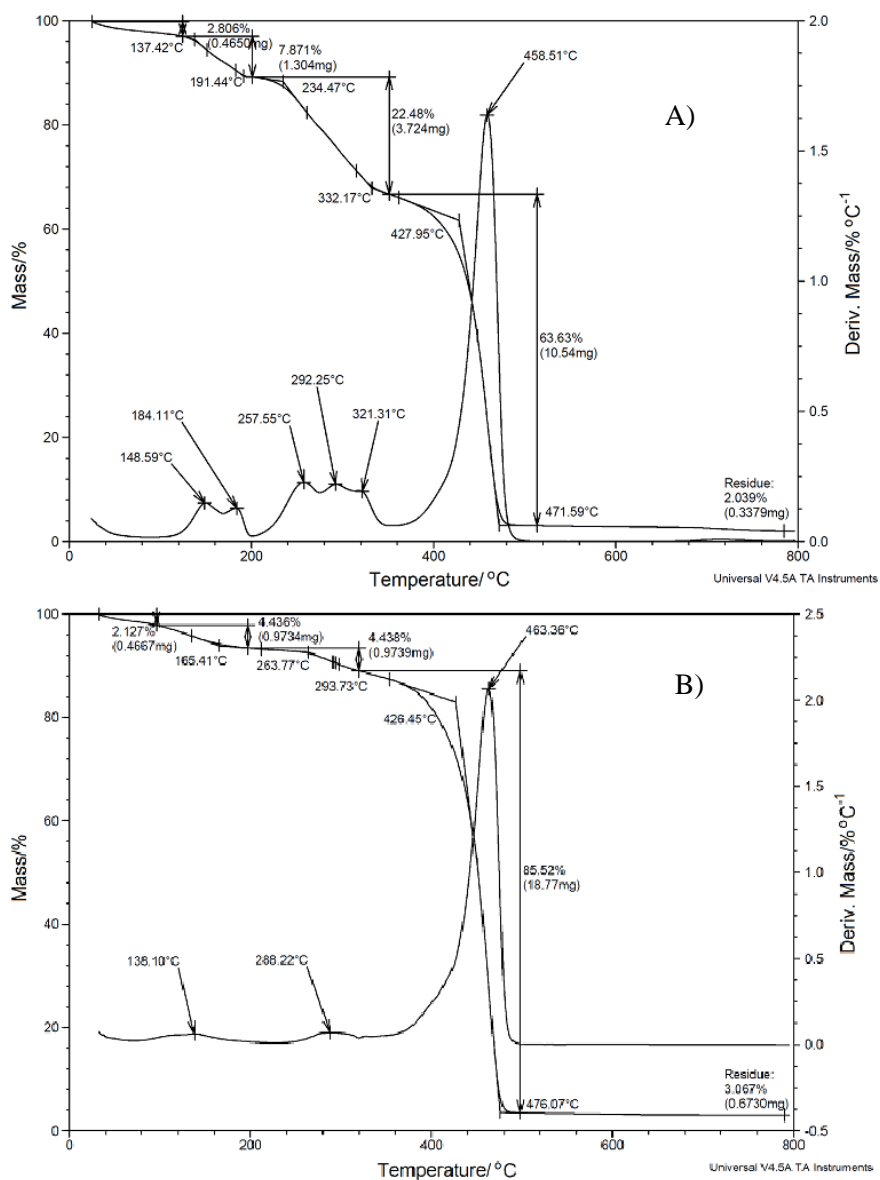 A)
Mass/%
100
80
60
40
20
0
2.0
1.5
1.0
0.5
0.0
Deriv. Mass/% °C-1
2.806%
(0.4650mg)
137.42°C
7.871%
(1.304mg)
191.44°C
234.47°C
22.48%
(3.724mg)
332.17°C
427.95°C
458.51°C
63.63%
(10.54mg)
148.59°C
184.11°C
257.55°C
292.25°C
321.31°C
471.59°C
Residue:
2.039%
(0.3379mg)
0
200
400
600
800
Temperature/ °C
Universal V4.5A TA Instruments
B)
Mass/%
100
80
60
40
20
0
2.5
2.0
1.5
1.0
0.5
0.0
-0.5
Deriv. Mass/% °C-1
2.127%
(0.4667mg)
4.436%
(0.9734mg)
4.438%
(0.9739mg)
165.41°C
263.77°C
293.73°C
426.45°C
463.36°C
85.52%
(18.77mg)
138.10°C
288.22°C
476.07°C
Residue:
3.067%
(0.6730mg)
0
200
400
600
800
Temperature/ °C
Universal V4.5A TA Instruments